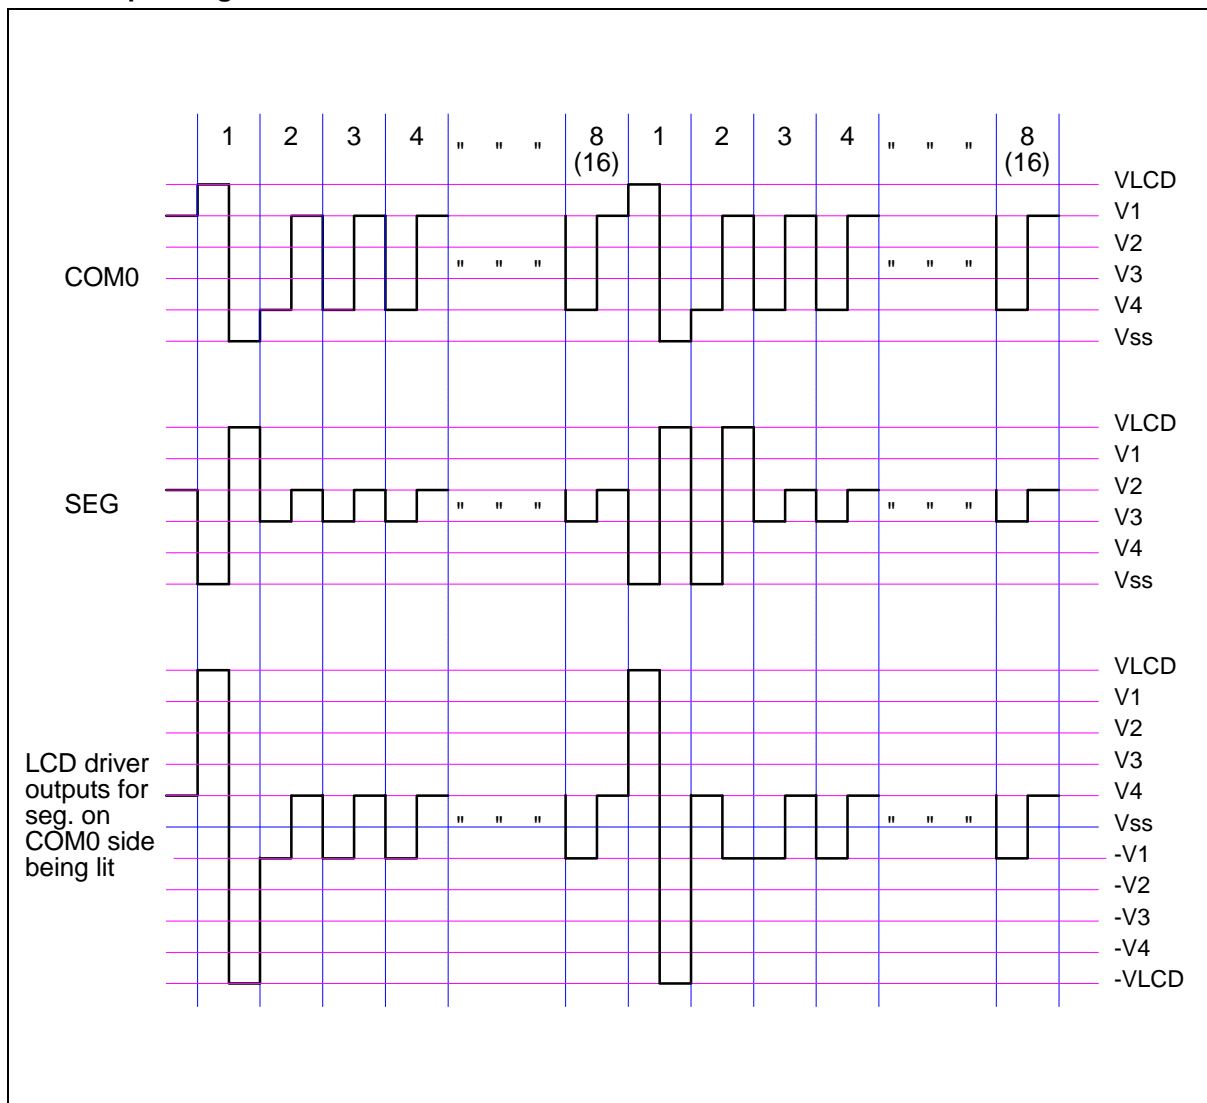 1 2 3 4 " " " 8 1 2 3 4 " " " 8
(16) (16)
VLCD
V1
V2
COM0 " " " " " " V3
V4
Vss
VLCD
V1
V2
SEG " " " " " " V3
V4
Vss
VLCD
V1
V2
V3
LCD driver
outputs for V4
seg. on " " " " " " Vss
COM0 side -V1
being lit
-V2
-V3
-V4
-VLCD